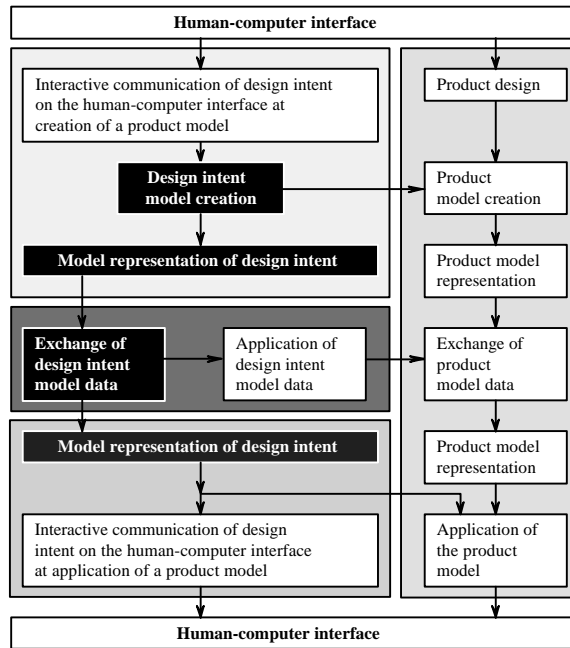 Human-computer interface
Interactive communication of design intent
on the human-computer interface at
creation of a product model
Product design
Design intent
model creation
Product
model creation
Model representation of design intent
Product model
representation
Exchange of
design intent
model data
Application of
design intent
model data
Exchange of
product
model data
Model representation of design intent
Product model
representation
Interactive communication of design
intent on the human-computer interface
at application of a product model
Application of
the product
model
Human-computer interface